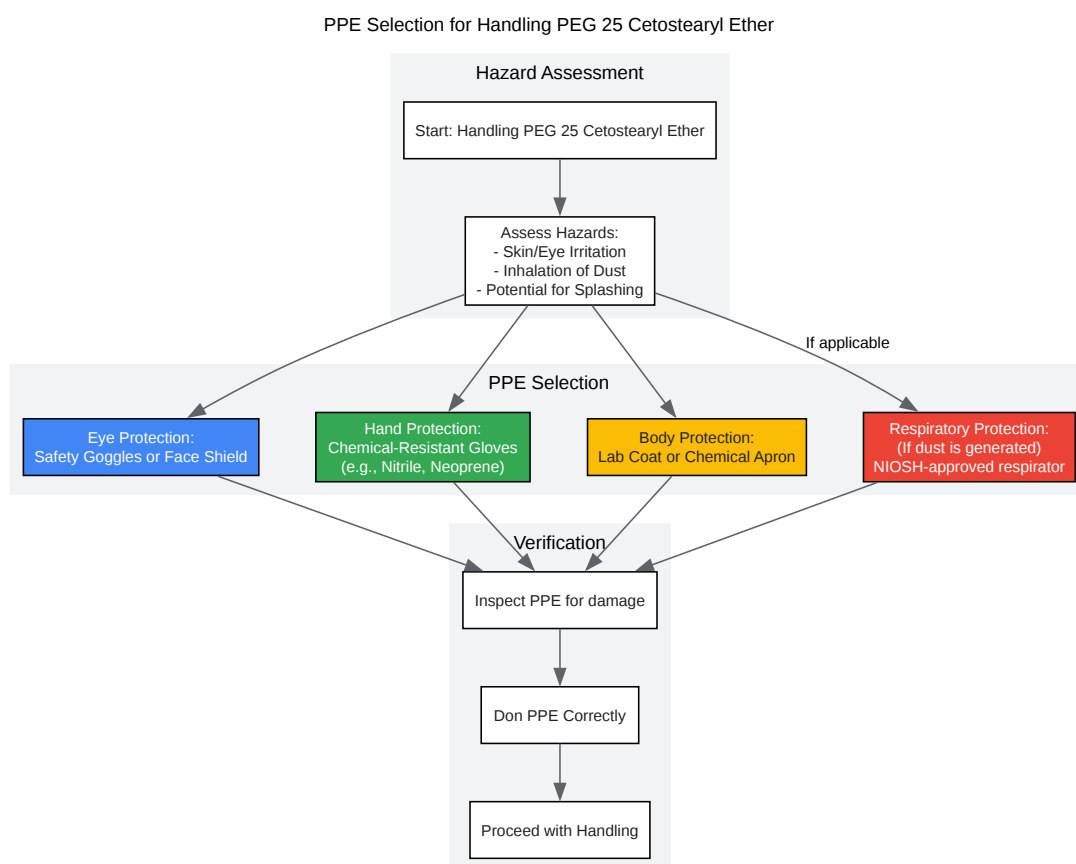 PPE Selection for Handling PEG 25 Cetostearyl Ether
Hazard Assessment
Start: Handling PEG 25 Cetostearyl Ether
Assess Hazards:
- Skin/Eye Irritation
- Inhalation of Dust
- Potential for Splashing
If applicable
PPE Selection
Eye Protection:
Safety Goggles or Face Shield
Hand Protection:
Chemical-Resistant Gloves
(e.g., Nitrile, Neoprene)
Body Protection:
Lab Coat or Chemical Apron
Respiratory Protection:
(If dust is generated)
NIOSH-approved respirator
Verification
Inspect PPE for damage
Don PPE Correctly
Proceed with Handling